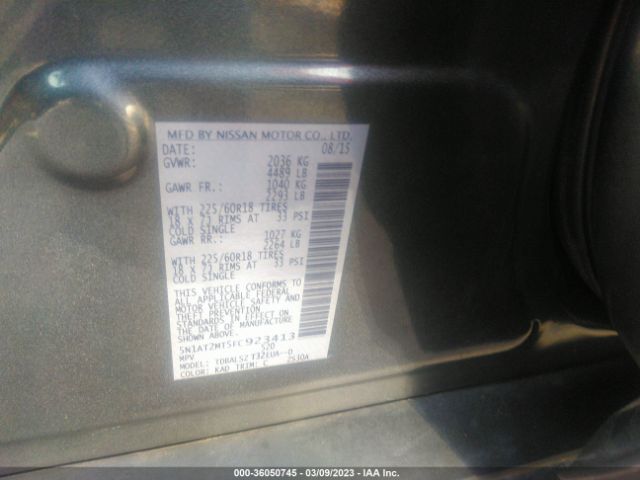 MFD BY NISSAN MOTOR CO., LTD.
DATE: 08/15
GVWR: 2036 KG
4489 LB
GAWR FR.: 1040 KG
2293 LB
WITH 225/60R18 TIRES
18 X 7J RIMS AT 33 PSI
COLD SINGLE
GAWR RR.: 1027 KG
2264 LB
WITH 225/60R18 TIRES
18 X 7J RIMS AT 33 PSI
COLD SINGLE
THIS VEHICLE CONFORMS TO
ALL APPLICABLE FEDERAL
MOTOR VEHICLE SAFETY AND
THEFT PREVENTION
STANDARDS IN EFFECT ON
THE DATE OF MANUFACTURE
SHOWN ABOVE.
5N1AT2MT5FC923413
MPV 520
MODEL:
COLOR: KAD TRIM: C 2530A
000-36050745 - 03/09/2023 - IAA Inc.